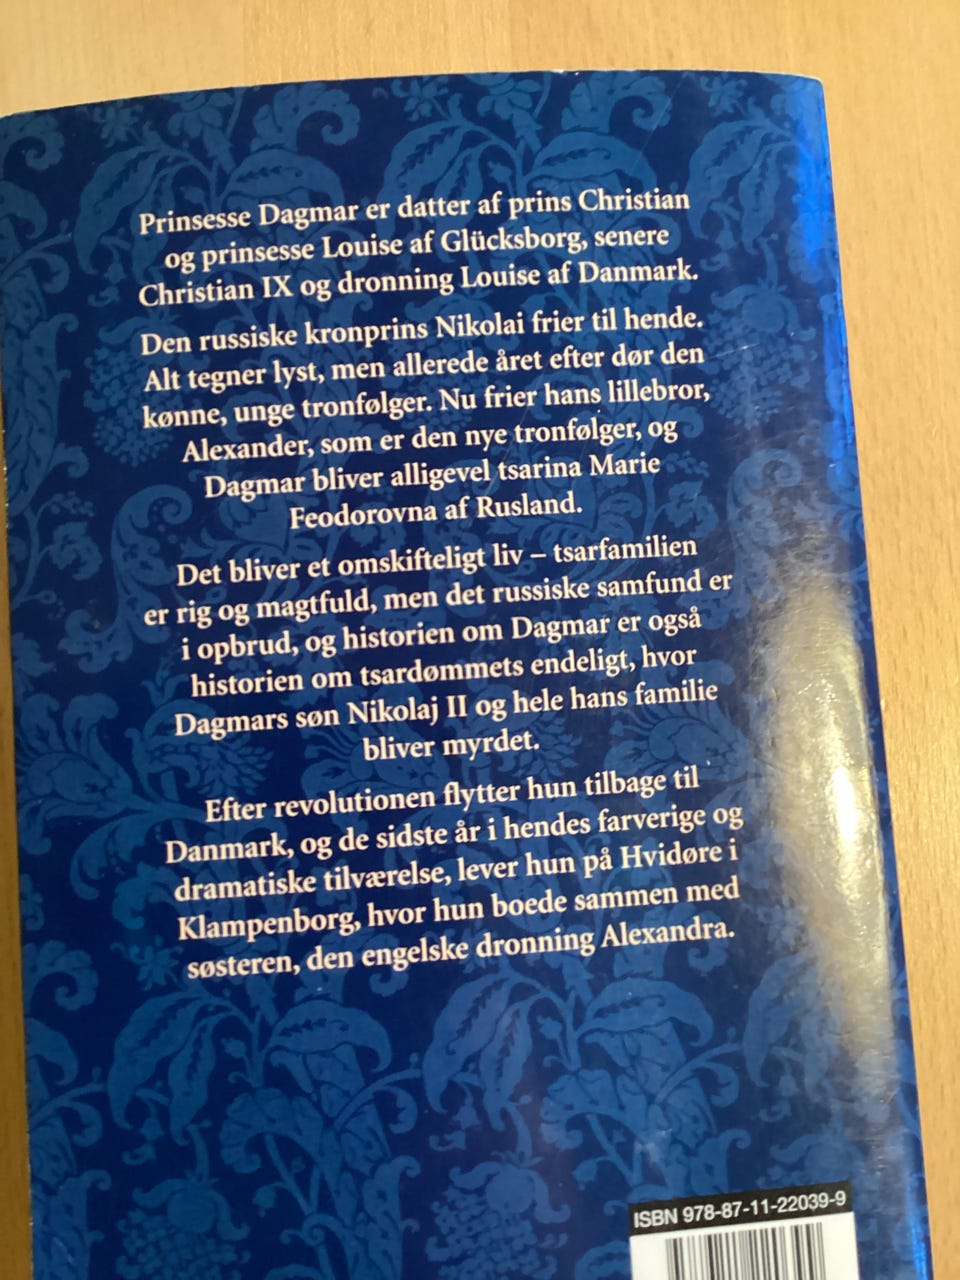 Prinsesse Dagmar er datter af prins Christian
og prinsesse Louise af Glücksborg, senere
Christian IX og dronning Louise af Danmark.
Den russiske kronprins Nikolai frier til hende.
Alt tegner lyst, men allerede året efter dør den
kønne, unge tronfølger. Nu frier hans lillebror,
Alexander, som er den nye tronfølger, og
Dagmar bliver alligevel tsarina Marie
Feodorovna af Rusland.
Det bliver et omskifteligt liv – tsarfamilien
er rig og magtfuld, men det russiske samfund er
i opbrud, og historien om Dagmar er også
historien om tsardømmets endeligt, hvor
Dagmars søn Nikolaj II og hele hans familie
bliver myrdet.
Efter revolutionen flytter hun tilbage til
Danmark, og de sidste år i hendes farverige og
dramatiske tilværelse, lever hun på Hvidøre i
Klampenborg, hvor hun boede sammen med
søsteren, den engelske dronning Alexandra.
ISBN 978-87-11-22039-9